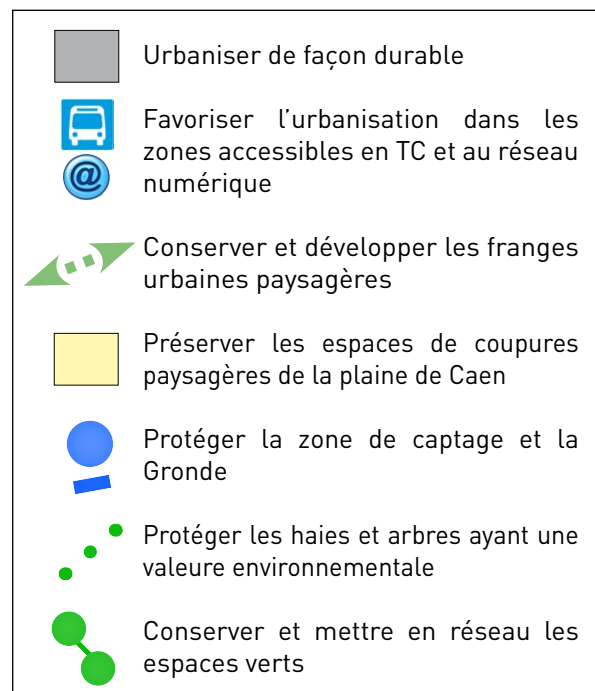 Urbaniser de façon durable
Favoriser l'urbanisation dans les
zones accessibles en TC et au réseau
@
numérique
Conserver et développer les franges
urbaines paysagères
Préserver les espaces de coupures
paysagères de la plaine de Caen
Protéger la zone de captage et la
Gronde
Protéger les haies et arbres ayant une
valeure environnementale
Conserver et mettre en réseau les
espaces verts